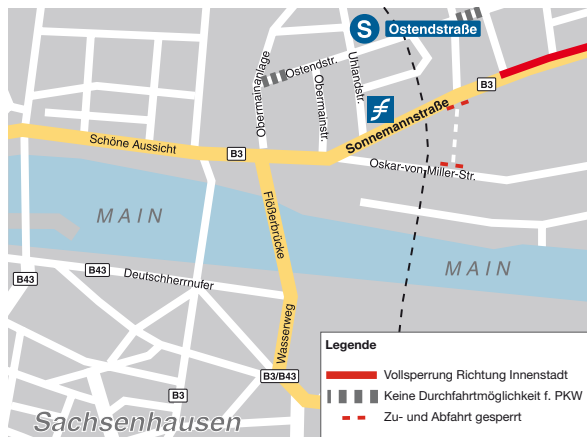 S Ostendstraße
Obermainanlage
Ostendstr.
Uhlandstr.
Obermainstr.
B3
Sonnemannstraße
Schöne Aussicht
B3
Oskar-von-Miller-Str.
MAIN
Flößerbrücke
MAIN
B43
B43
Deutschherrnufer
Wasserweg
B3/B43
B3
Sachsenhausen
Legende
Vollsperrung Richtung Innenstadt
Keine Durchfahrtmöglichkeit f. PKW
Zu- und Abfahrt gesperrt